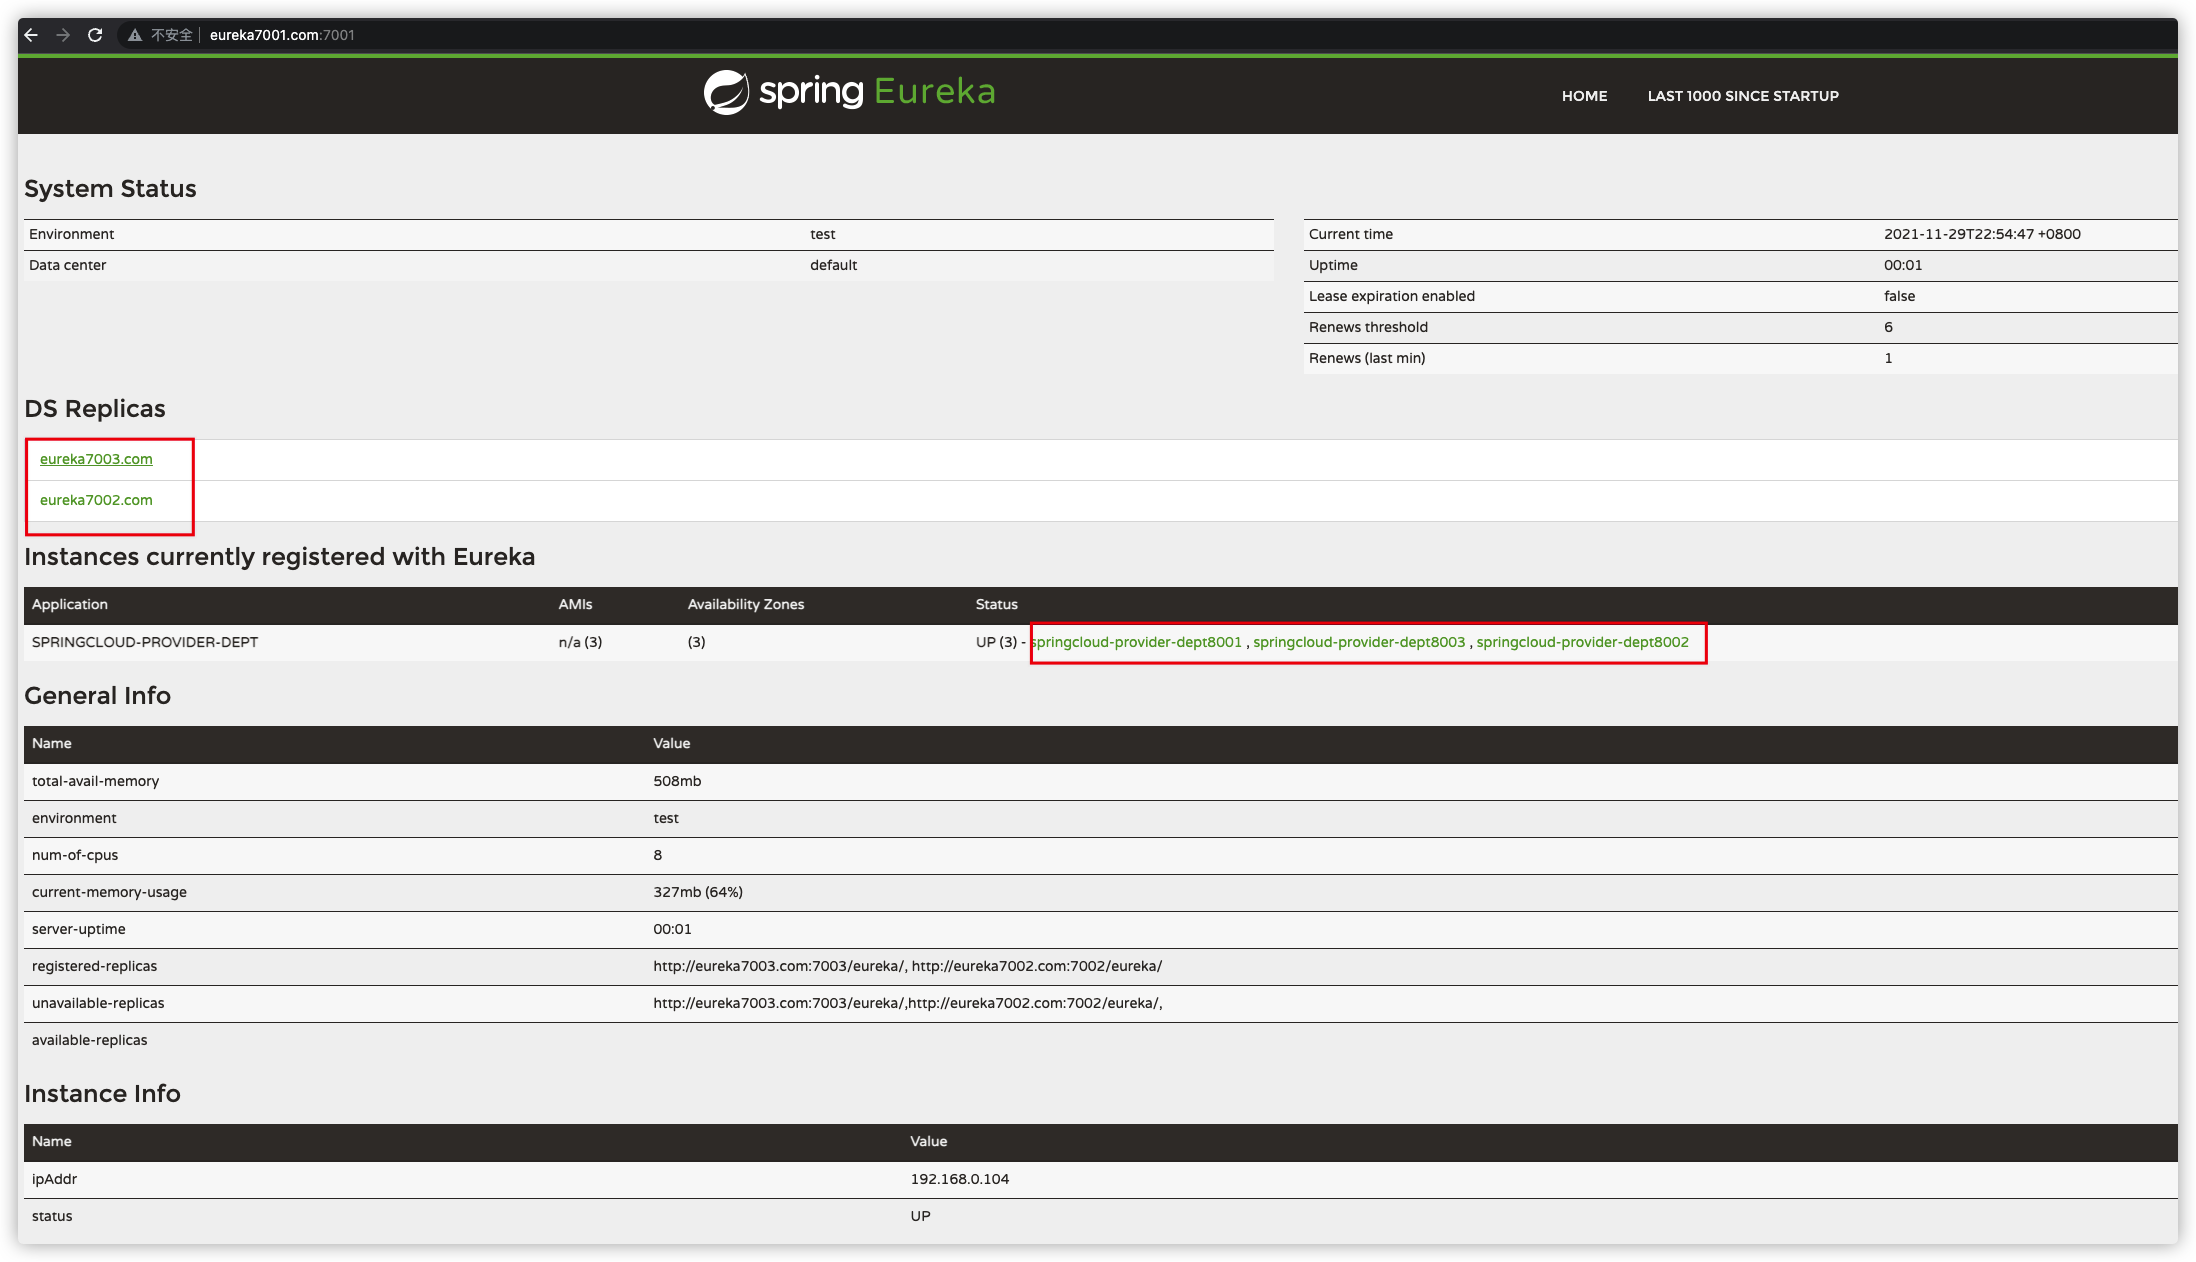 不安全 eureka7001.com:7001
spring Eureka
HOME LAST 1000 SINCE STARTUP
System Status
Environment test
Data center default
Current time 2021-11-29T22:54:47 +0800
Uptime 00:01
Lease expiration enabled false
Renews threshold 6
Renews (last min) 1
DS Replicas
eureka7003.com
eureka7002.com
Instances currently registered with Eureka
Application AMIs Availability Zones Status
SPRINGCLOUD-PROVIDER-DEPT n/a (3) (3) UP (3) - springcloud-provider-dept8001 , springcloud-provider-dept8003 , springcloud-provider-dept8002
General Info
Name Value
total-avail-memory 508mb
environment test
num-of-cpus 8
current-memory-usage 327mb (64%)
server-uptime 00:01
registered-replicas http://eureka7003.com:7003/eureka/, http://eureka7002.com:7002/eureka/
unavailable-replicas http://eureka7003.com:7003/eureka/,http://eureka7002.com:7002/eureka/,
available-replicas
Instance Info
Name Value
ipAddr 192.168.0.104
status UP